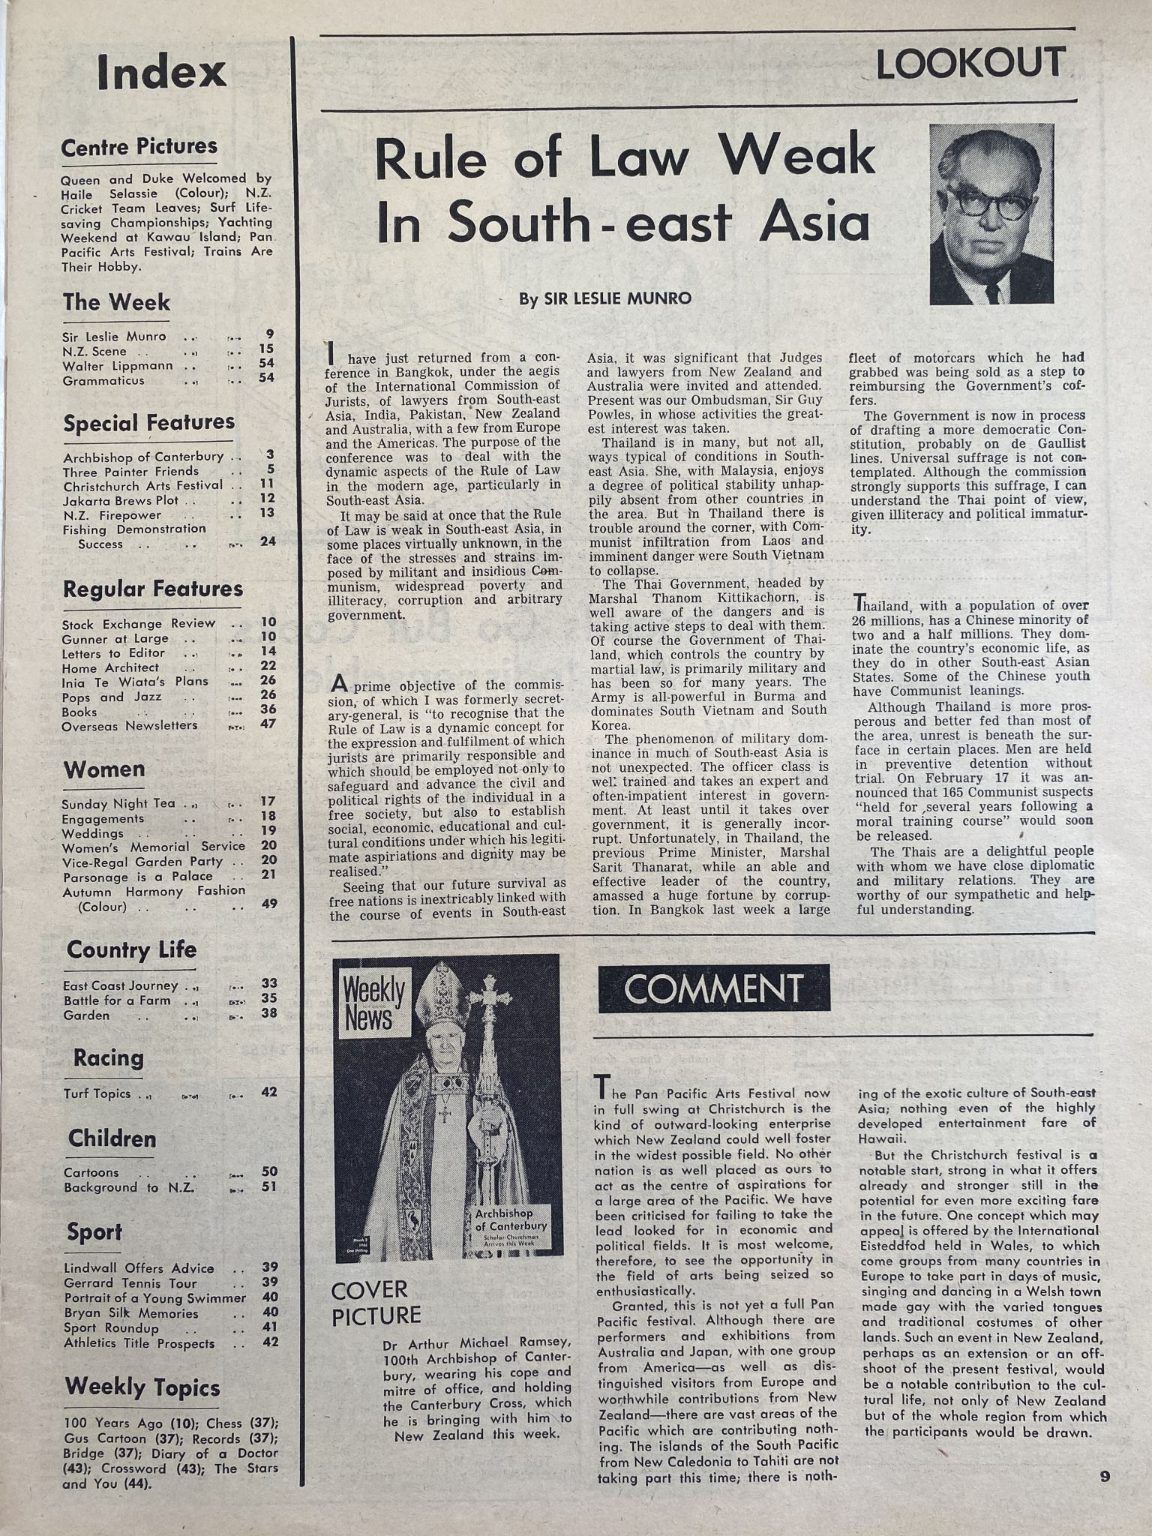 Index
Centre Pictures
Queen and Duke Welcomed by
Haile Selassie (Colour); N.Z.
Cricket Team Leaves; Surf Life-
saving Championships; Yachting
Weekend at Kawau Island; Pan
Pacific Arts Festival; Trains Are
Their Hobby.
The Week
Sir Leslie Munro . . . . 9
N.Z. Scene . . . . 15
Walter Lippmann . . . . 54
Grammaticus . . . . 54
Special Features
Archbishop of Canterbury . . 3
Three Painter Friends . . 5
Christchurch Arts Festival . . 11
Jakarta Brews Plot . . . . 12
N.Z. Firepower . . . . 13
Fishing Demonstration
Success . . . . . . 24
Regular Features
Stock Exchange Review . . 10
Gunner at Large . . . . 10
Letters to Editor . . . . 14
Home Architect . . . . 22
Inia Te Wiata's Plans . . 26
Pops and Jazz . . . . 26
Books . . . . . . 36
Overseas Newsletters . . 47
Women
Sunday Night Tea . . . . 17
Engagements . . . . 18
Weddings . . . . . . 19
Women's Memorial Service 20
Vice-Regal Garden Party . . 20
Parsonage is a Palace . . 21
Autumn Harmony Fashion
(Colour) . . . . . . 49
Country Life
East Coast Journey . . . . 33
Battle for a Farm . . . . 35
Garden . . . . . . 38
Racing
Turf Topics . . . . . . 42
Children
Cartoons . . . . . . 50
Background to N.Z. . . 51
Sport
Lindwall Offers Advice . . 39
Gerrard Tennis Tour . . 39
Portrait of a Young Swimmer 40
Bryan Silk Memories . . 40
Sport Roundup . . . . 41
Athletics Title Prospects . . 42
Weekly Topics
100 Years Ago (10); Chess (37);
Gus Cartoon (37); Records (37);
Bridge (37); Diary of a Doctor
(43); Crossword (43); The Stars
and You (44).
LOOKOUT
Rule of Law Weak
In South-east Asia
By SIR LESLIE MUNRO
I have just returned from a con-
ference in Bangkok, under the aegis
of the International Commission of
Jurists, of lawyers from South-east
Asia, India, Pakistan, New Zealand
and Australia, with a few from Europe
and the Americas. The purpose of the
conference was to deal with the
dynamic aspects of the Rule of Law
in the modern age, particularly in
South-east Asia.
It may be said at once that the Rule
of Law is weak in South-east Asia, in
some places virtually unknown, in the
face of the stresses and strains im-
posed by militant and insidious Com-
munism, widespread poverty and
illiteracy, corruption and arbitrary
government.
A prime objective of the commis-
sion, of which I was formerly secret-
ary-general, is "to recognise that the
Rule of Law is a dynamic concept for
the expression and fulfilment of which
jurists are primarily responsible and
which should be employed not only to
safeguard and advance the civil and
political rights of the individual in a
free society, but also to establish
social, economic, educational and cul-
tural conditions under which his legiti-
mate aspiriations and dignity may be
realised."
Seeing that our future survival as
free nations is inextricably linked with
the course of events in South-east
Asia, it was significant that Judges
and lawyers from New Zealand and
Australia were invited and attended.
Present was our Ombudsman, Sir Guy
Powles, in whose activities the great-
est interest was taken.
Thailand is in many, but not all,
ways typical of conditions in South-
east Asia. She, with Malaysia, enjoys
a degree of political stability unhap-
pily absent from other countries in
the area. But in Thailand there is
trouble around the corner, with Com-
munist infiltration from Laos and
imminent danger were South Vietnam
to collapse.
The Thai Government, headed by
Marshal Thanom Kittikachorn, is
well aware of the dangers and is
taking active steps to deal with them.
Of course the Government of Thai-
land, which controls the country by
martial law, is primarily military and
has been so for many years. The
Army is all-powerful in Burma and
dominates South Vietnam and South
Korea.
The phenomenon of military dom-
inance in much of South-east Asia is
not unexpected. The officer class is
well trained and takes an expert and
often-impatient interest in govern-
ment. At least until it takes over
government, it is generally incor-
rupt. Unfortunately, in Thailand, the
previous Prime Minister, Marshal
Sarit Thanarat, while an able and
effective leader of the country,
amassed a huge fortune by corrup-
tion. In Bangkok last week a large
fleet of motorcars which he had
grabbed was being sold as a step to
reimbursing the Government's cof-
fers.
The Government is now in process
of drafting a more democratic Con-
stitution, probably on de Gaullist
lines. Universal suffrage is not con-
templated. Although the commission
strongly supports this suffrage, I can
understand the Thai point of view,
given illiteracy and political immatur-
ity.
Thailand, with a population of over
26 millions, has a Chinese minority of
two and a half millions. They dom-
inate the country's economic life, as
they do in other South-east Asian
States. Some of the Chinese youth
have Communist leanings.
Although Thailand is more pros-
perous and better fed than most of
the area, unrest is beneath the sur-
face in certain places. Men are held
in preventive detention without
trial. On February 17 it was an-
nounced that 165 Communist suspects
"held for several years following a
moral training course" would soon
be released.
The Thais are a delightful people
with whom we have close diplomatic
and military relations. They are
worthy of our sympathetic and help-
ful understanding.
Weekly
News
Archbishop
of Canterbury
Scholar-Churchman
Arrives this Week
COVER
PICTURE
Dr Arthur Michael Ramsey,
100th Archbishop of Canter-
bury, wearing his cope and
mitre of office, and holding
the Canterbury Cross, which
he is bringing with him to
New Zealand this week.
COMMENT
The Pan Pacific Arts Festival now
in full swing at Christchurch is the
kind of outward-looking enterprise
which New Zealand could well foster
in the widest possible field. No other
nation is as well placed as ours to
act as the centre of aspirations for
a large area of the Pacific. We have
been criticised for failing to take the
lead looked for in economic and
political fields. It is most welcome,
therefore, to see the opportunity in
the field of arts being seized so
enthusiastically.
Granted, this is not yet a full Pan
Pacific festival. Although there are
performers and exhibitions from
Australia and Japan, with one group
from America—as well as dis-
tinguished visitors from Europe and
worthwhile contributions from New
Zealand—there are vast areas of the
Pacific which are contributing noth-
ing. The islands of the South Pacific
from New Caledonia to Tahiti are not
taking part this time; there is noth-
ing of the exotic culture of South-east
Asia; nothing even of the highly
developed entertainment fare of
Hawaii.
But the Christchurch festival is a
notable start, strong in what it offers
already and stronger still in the
potential for even more exciting fare
in the future. One concept which may
appeal is offered by the International
Eisteddfod held in Wales, to which
come groups from many countries in
Europe to take part in days of music,
singing and dancing in a Welsh town
made gay with the varied tongues
and traditional costumes of other
lands. Such an event in New Zealand,
perhaps as an extension or an off-
shoot of the present festival, would
be a notable contribution to the cul-
tural life, not only of New Zealand
but of the whole region from which
the participants would be drawn.
9